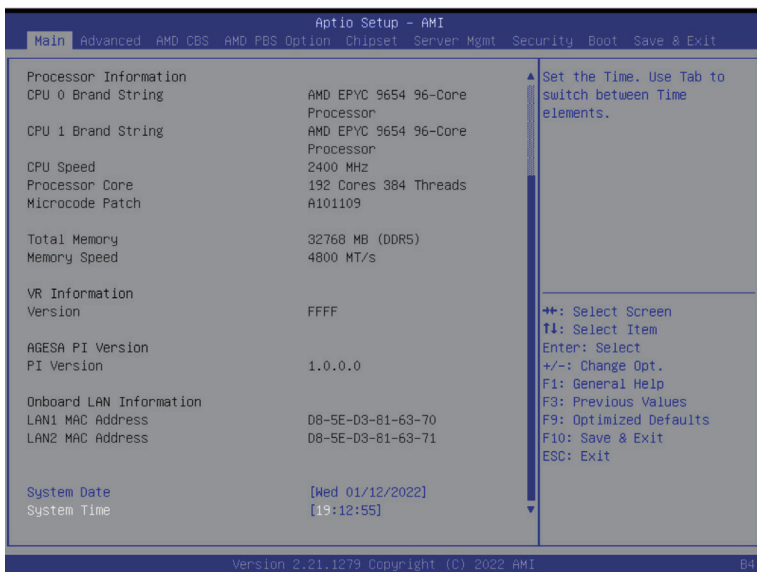 Aptio Setup - AMI
Main Advanced AMD CBS AMD PBS Option Chipset Server Mgmt Security Boot Save & Exit
Processor Information
CPU 0 Brand String AMD EPYC 9654 96-Core
Processor
CPU 1 Brand String AMD EPYC 9654 96-Core
Processor
CPU Speed 2400 MHz
Processor Core 192 Cores 384 Threads
Microcode Patch A101109
Total Memory 32768 MB (DDR5)
Memory Speed 4800 MT/s
VR Information
Version FFFF
AGESA PI Version
PI Version 1.0.0.0
Onboard LAN Information
LAN1 MAC Address D8-5E-D3-81-63-70
LAN2 MAC Address D8-5E-D3-81-63-71
System Date [Wed 01/12/2022]
System Time [19:12:55]
Set the Time. Use Tab to
switch between Time
elements.
→←: Select Screen
↑↓: Select Item
Enter: Select
+/-: Change Opt.
F1: General Help
F3: Previous Values
F9: Optimized Defaults
F10: Save & Exit
ESC: Exit
Version 2.21.1279 Copyright (C) 2022 AMI
B4